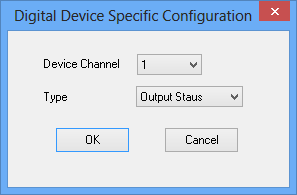 Digital Device Specific Configuration
Device Channel 1
Type Output Staus
OK Cancel